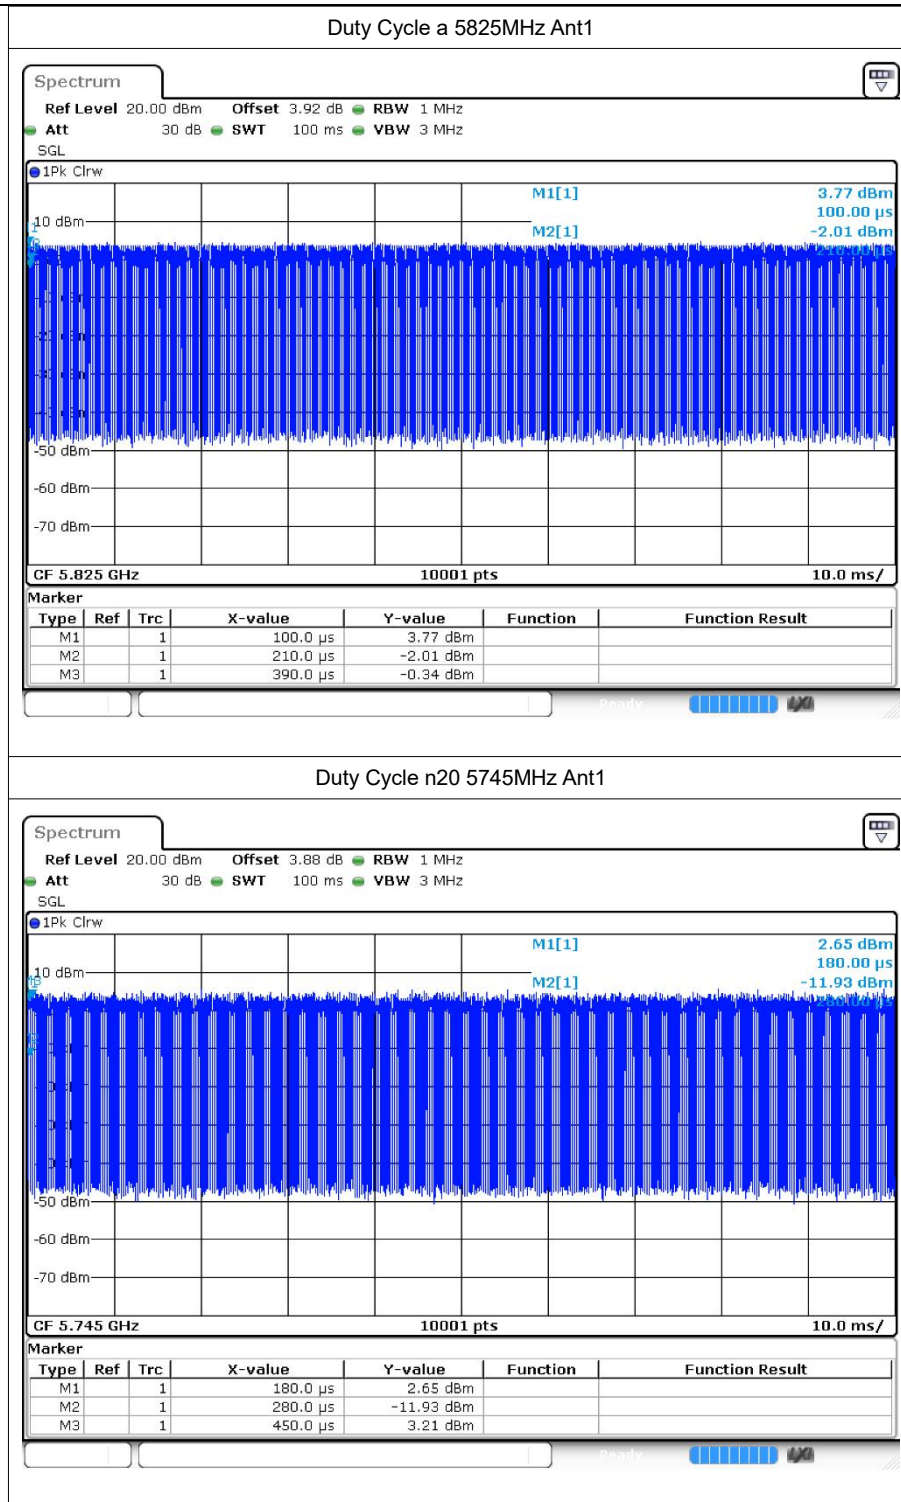 Duty Cycle a 5825MHz Ant1
Spectrum
Ref Level 20.00 dBm Offset 3.92 dB RBW 1 MHz
Att 30 dB SWT 100 ms VBW 3 MHz
SGL
1Pk Clrw
M1[1] 3.77 dBm
100.00 µs
10 dBm
M2[1] -2.01 dBm
210.00 µs
-50 dBm
-60 dBm
-70 dBm
CF 5.825 GHz 10001 pts 10.0 ms/
Marker
Type Ref Trc X-value Y-value Function Function Result
M1 1 100.0 µs 3.77 dBm
M2 1 210.0 µs -2.01 dBm
M3 1 390.0 µs -0.34 dBm
Ready LXI
Duty Cycle n20 5745MHz Ant1
Spectrum
Ref Level 20.00 dBm Offset 3.88 dB RBW 1 MHz
Att 30 dB SWT 100 ms VBW 3 MHz
SGL
1Pk Clrw
M1[1] 2.65 dBm
180.00 µs
10 dBm
M2[1] -11.93 dBm
-50 dBm
-60 dBm
-70 dBm
CF 5.745 GHz 10001 pts 10.0 ms/
Marker
Type Ref Trc X-value Y-value Function Function Result
M1 1 180.0 µs 2.65 dBm
M2 1 280.0 µs -11.93 dBm
M3 1 450.0 µs 3.21 dBm
Ready LXI